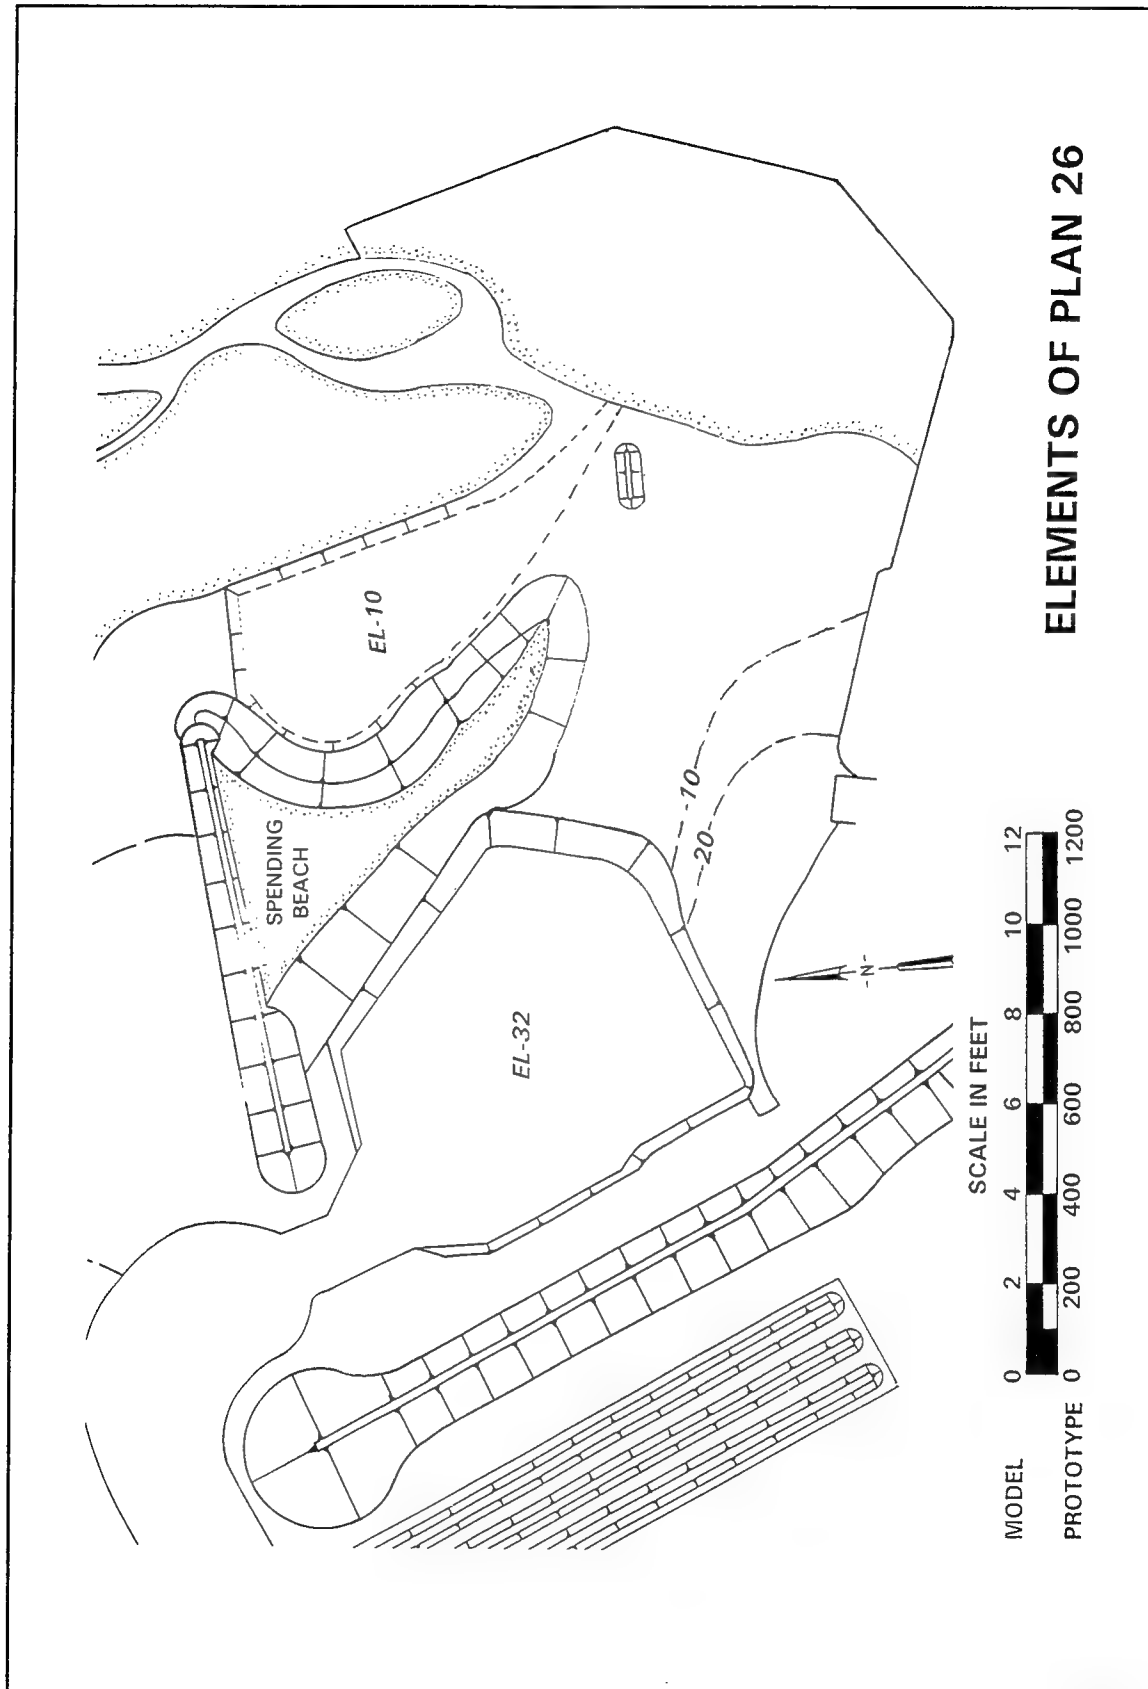 EL-10
SPENDING
BEACH
EL-32
-10-
-20-
-N-
SCALE IN FEET
MODEL 0 2 4 6 8 10 12
PROTOTYPE 0 200 400 600 800 1000 1200
ELEMENTS OF PLAN 26